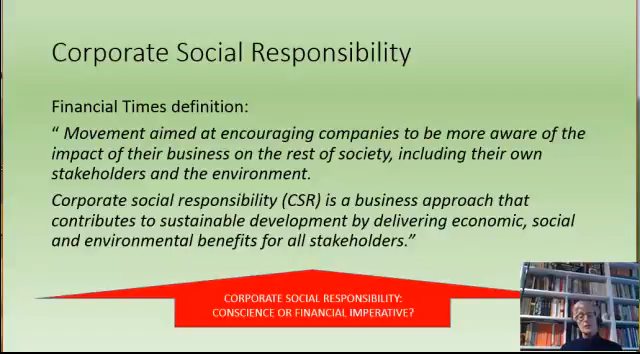 Corporate Social Responsibility
Financial Times definition:
“ Movement aimed at encouraging companies to be more aware of the
impact of their business on the rest of society, including their own
stakeholders and the environment.
Corporate social responsibility (CSR) is a business approach that
contributes to sustainable development by delivering economic, social
and environmental benefits for all stakeholders.”
CORPORATE SOCIAL RESPONSIBILITY:
CONSCIENCE OR FINANCIAL IMPERATIVE?